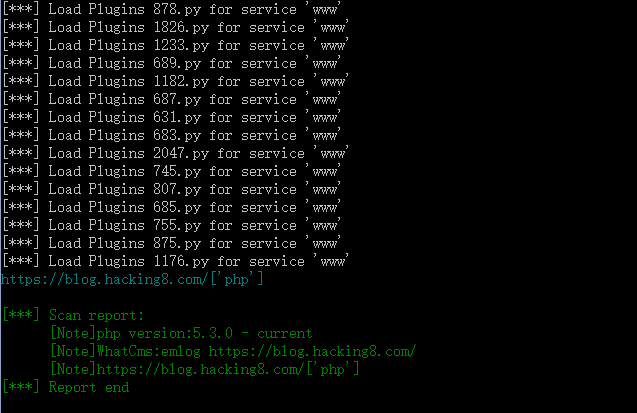 [***] Load Plugins 878.py for service 'www'
[***] Load Plugins 1826.py for service 'www'
[***] Load Plugins 1233.py for service 'www'
[***] Load Plugins 689.py for service 'www'
[***] Load Plugins 1182.py for service 'www'
[***] Load Plugins 687.py for service 'www'
[***] Load Plugins 631.py for service 'www'
[***] Load Plugins 683.py for service 'www'
[***] Load Plugins 2047.py for service 'www'
[***] Load Plugins 745.py for service 'www'
[***] Load Plugins 807.py for service 'www'
[***] Load Plugins 685.py for service 'www'
[***] Load Plugins 755.py for service 'www'
[***] Load Plugins 875.py for service 'www'
[***] Load Plugins 1176.py for service 'www'
https://blog.hacking8.com/['php']
[***] Scan report:
[Note]php version:5.3.0 - current
[Note]WhatCms:emlog https://blog.hacking8.com/
[Note]https://blog.hacking8.com/['php']
[***] Report end